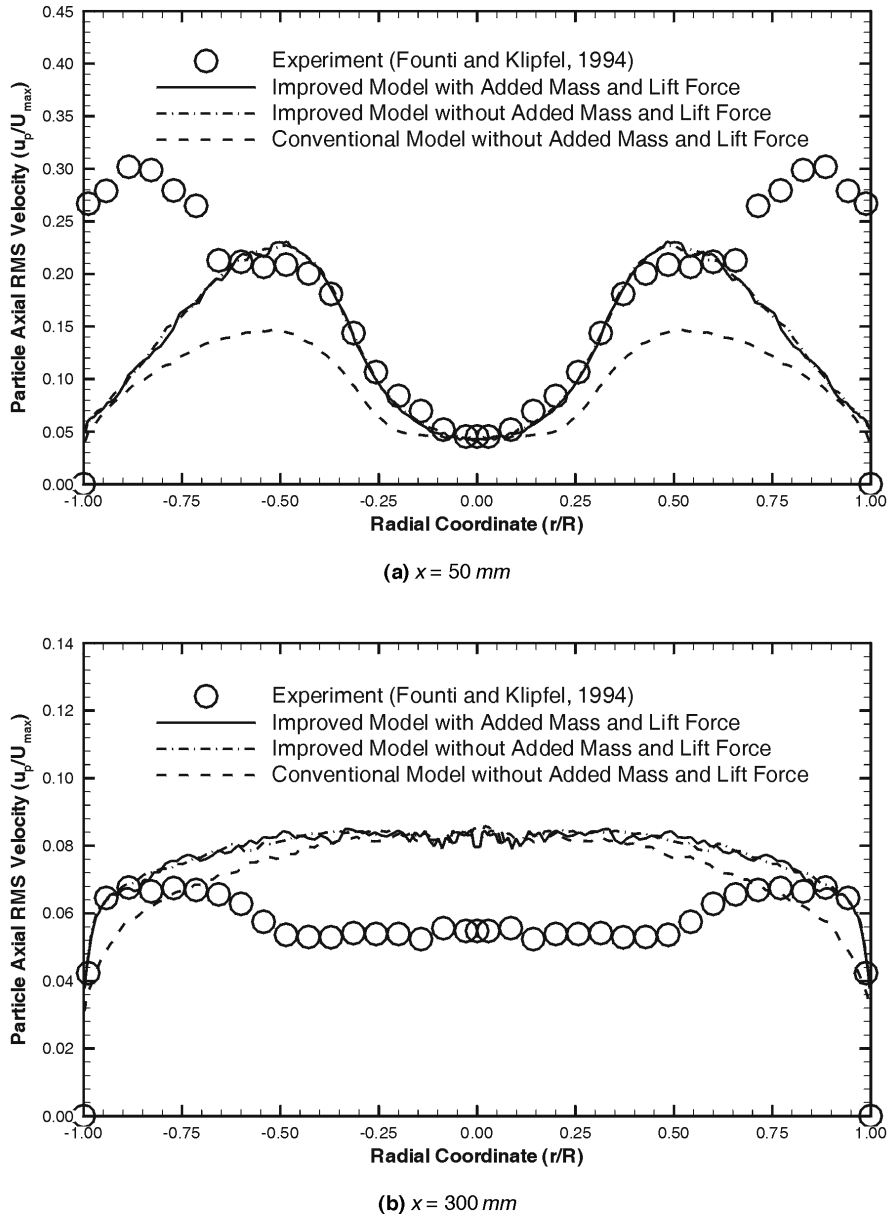 0.45
0.40
0.35
0.30
0.25
0.20
0.15
0.10
0.05
0.00
Particle Axial RMS Velocity (u_p/U_max)
Experiment (Founti and Klipfel, 1994)
Improved Model with Added Mass and Lift Force
Improved Model without Added Mass and Lift Force
Conventional Model without Added Mass and Lift Force
-1.00 -0.75 -0.50 -0.25 0.00 0.25 0.50 0.75 1.00
Radial Coordinate (r/R)
(a) x = 50 mm
0.14
0.12
0.10
0.08
0.06
0.04
0.02
0.00
Particle Axial RMS Velocity (u_p/U_max)
Experiment (Founti and Klipfel, 1994)
Improved Model with Added Mass and Lift Force
Improved Model without Added Mass and Lift Force
Conventional Model without Added Mass and Lift Force
-1.00 -0.75 -0.50 -0.25 0.00 0.25 0.50 0.75 1.00
Radial Coordinate (r/R)
(b) x = 300 mm